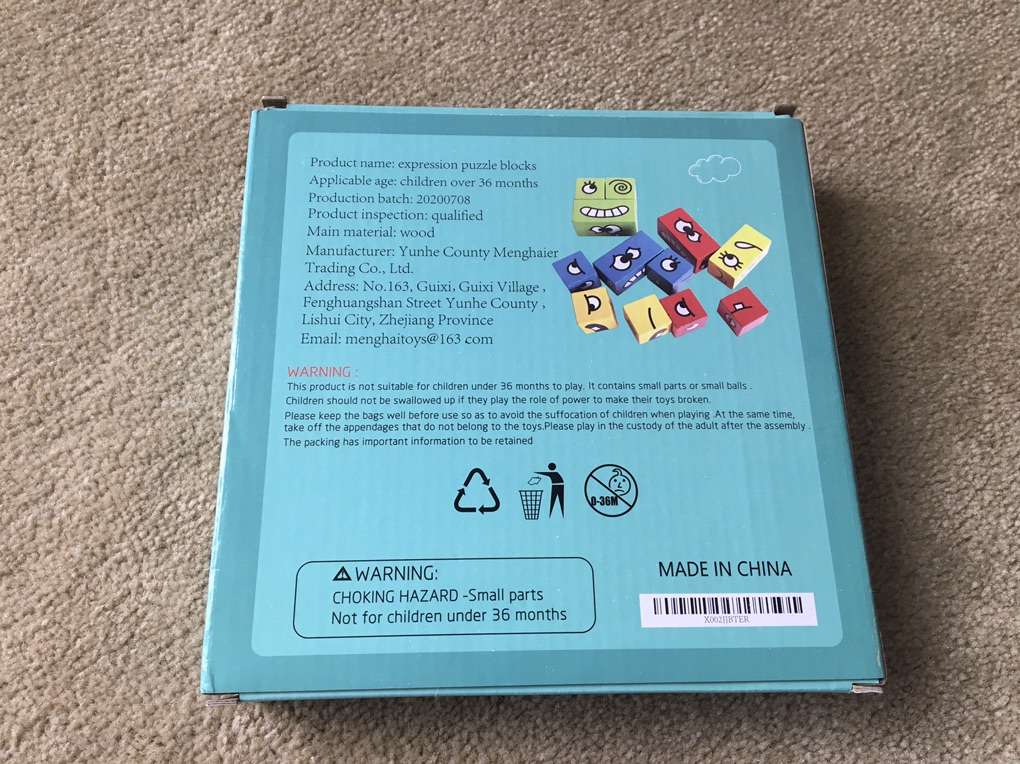 Product name: expression puzzle blocks
Applicable age: children over 36 months
Production batch: 20200708
Product inspection: qualified
Main material: wood
Manufacturer: Yunhe County Menghaier
Trading Co., Ltd.
Address: No.163, Guixi, Guixi Village ,
Fenghuangshan Street Yunhe County ,
Lishui City, Zhejiang Province
Email: menghaitoys@163.com
WARNING :
This product is not suitable for children under 36 months to play. It contains small parts or small balls .
Children should not be swallowed up if they play the role of power to make their toys broken.
Please keep the bags well before use so as to avoid the suffocation of children when playing .At the same time,
take off the appendages that do not belong to the toys.Please play in the custody of the adult after the assembly .
The packing has important information to be retained
0-36M
WARNING:
CHOKING HAZARD -Small parts
Not for children under 36 months
MADE IN CHINA
X002IJBTER